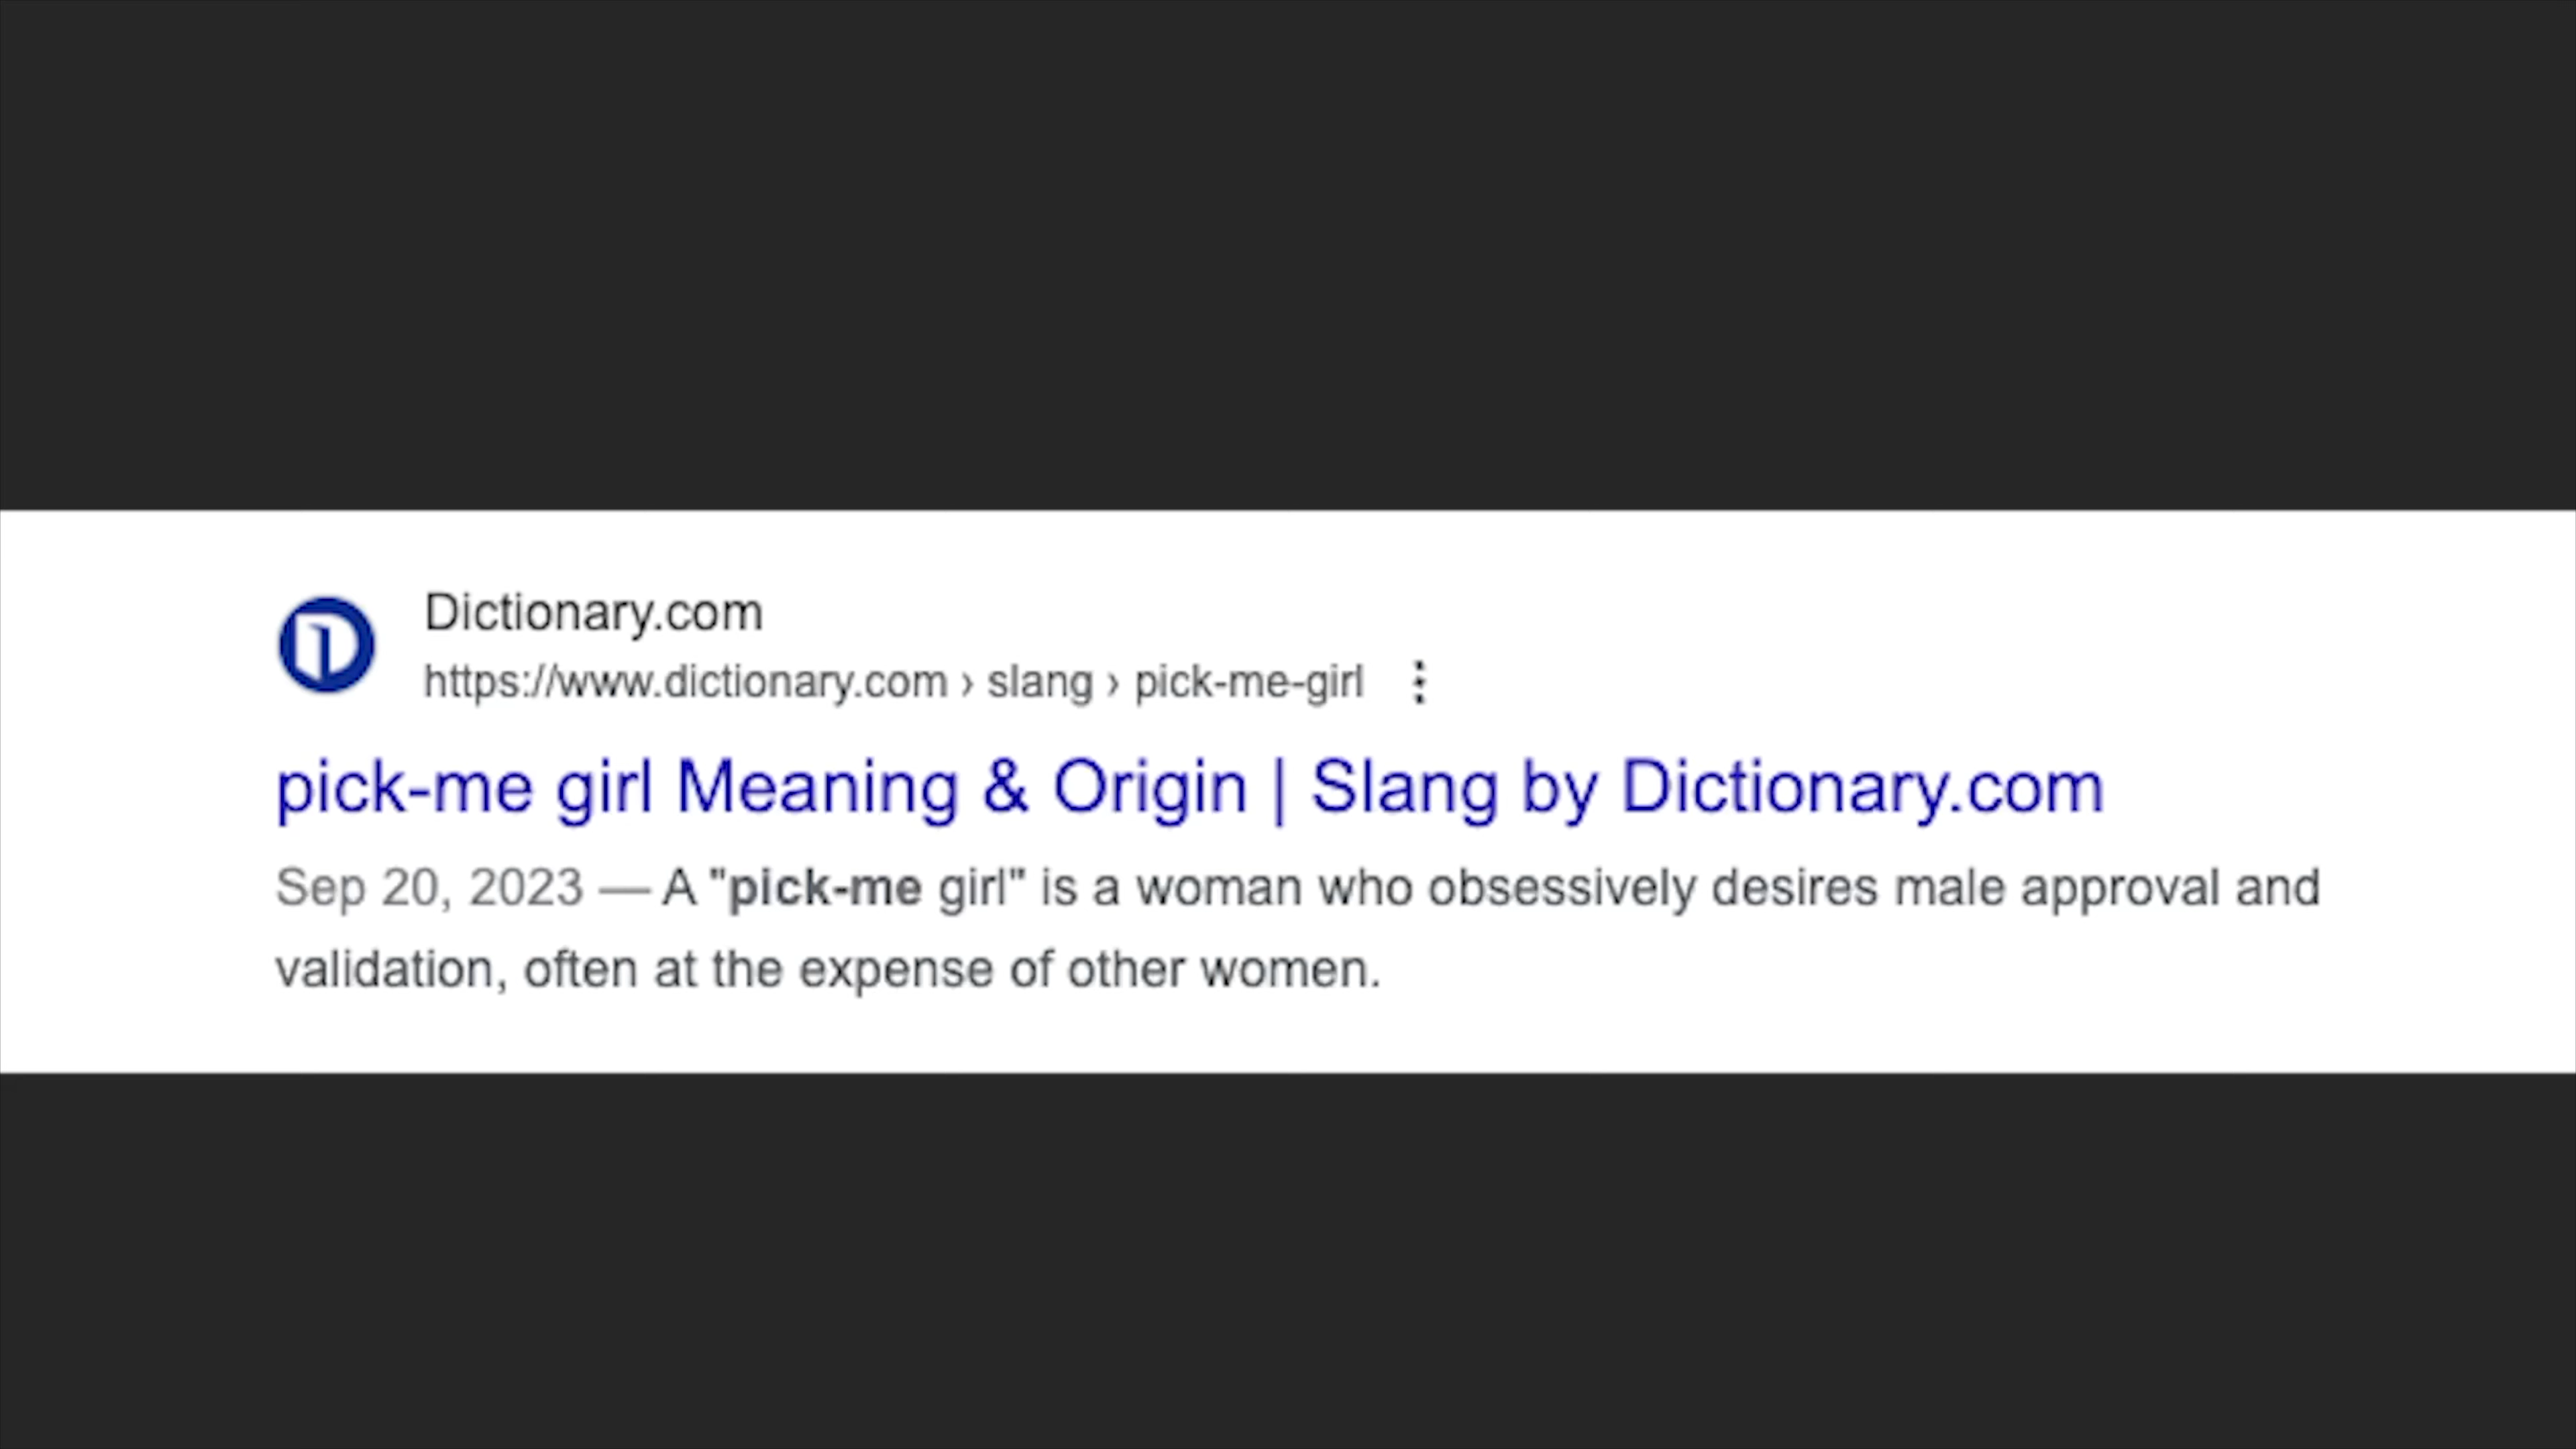 Dictionary.com
https://www.dictionary.com › slang › pick-me-girl
pick-me girl Meaning & Origin | Slang by Dictionary.com
Sep 20, 2023 — A "pick-me girl" is a woman who obsessively desires male approval and
validation, often at the expense of other women.